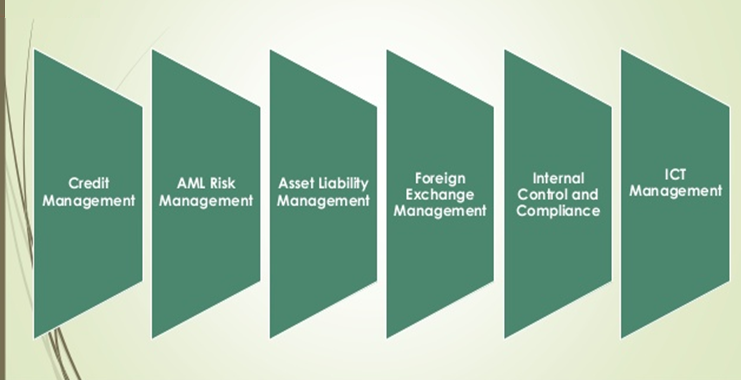 Credit
Management
AML Risk
Management
Asset Liability
Management
Foreign
Exchange
Management
Internal
Control and
Compliance
ICT
Management